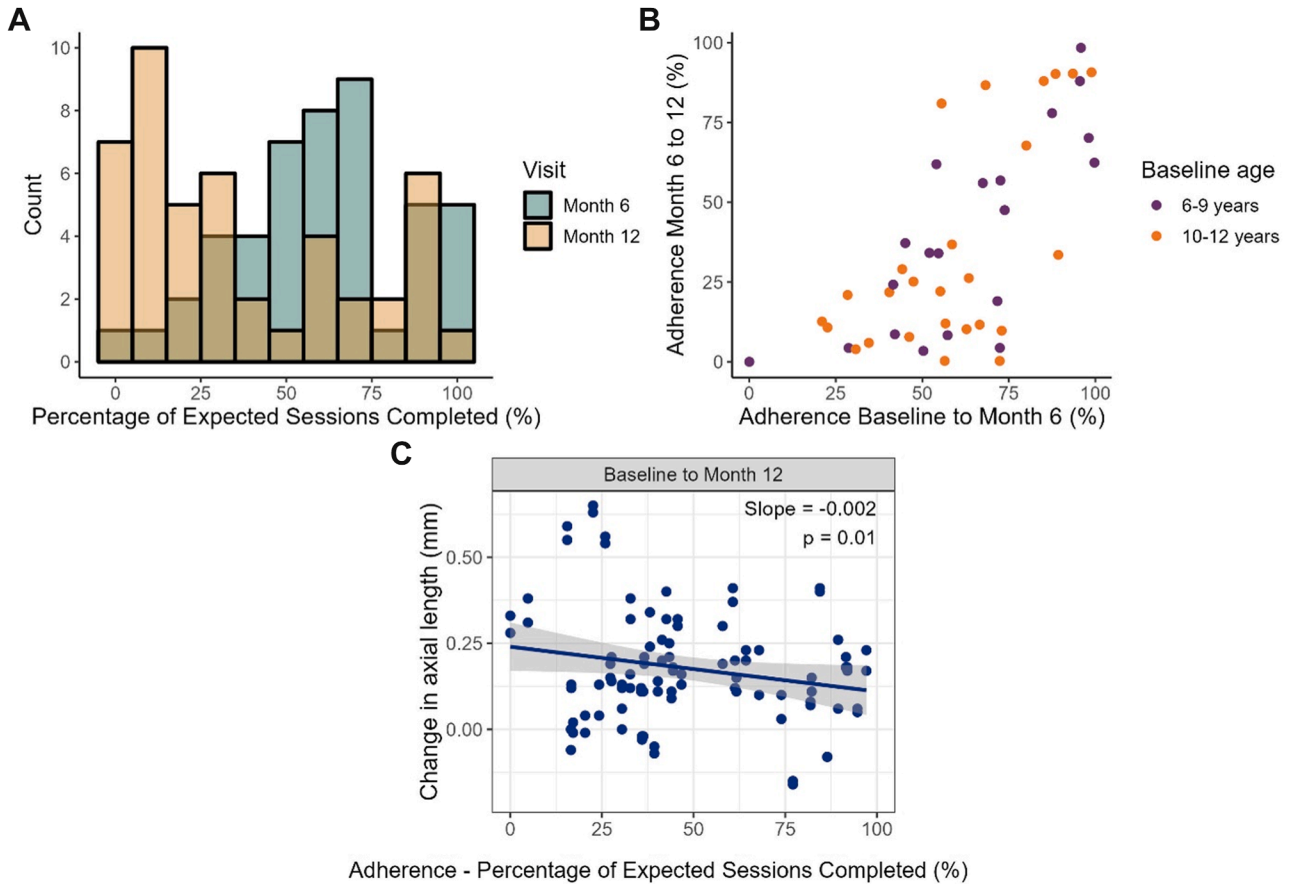 A
10
8
6
4
2
0
Count
0 25 50 75 100
Percentage of Expected Sessions Completed (%)
Visit
Month 6
Month 12
B
100
75
50
25
0
Adherence Month 6 to 12 (%)
0 25 50 75 100
Adherence Baseline to Month 6 (%)
Baseline age
6-9 years
10-12 years
C
Baseline to Month 12
Slope = -0.002
p = 0.01
0.50
0.25
0.00
Change in axial length (mm)
0 25 50 75 100
Adherence - Percentage of Expected Sessions Completed (%)